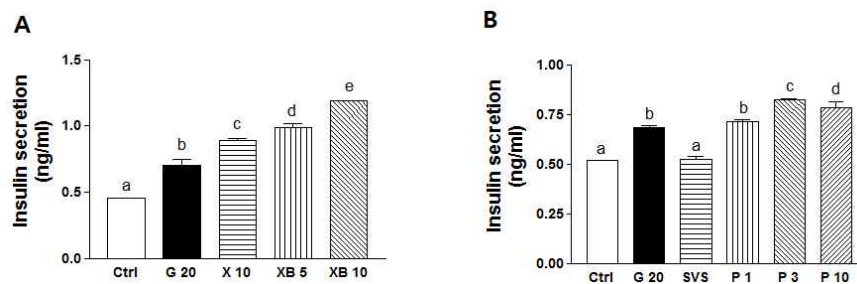 A
Insulin secretion
(ng/ml)
1.5
1.0
0.5
0.0
a
b
c
d
e
Ctrl G 20 X 10 XB 5 XB 10
B
Insulin secretion
(ng/ml)
1.00
0.75
0.50
0.25
0.00
a
b
a
b
c
d
Ctrl G 20 SVS P 1 P 3 P 10